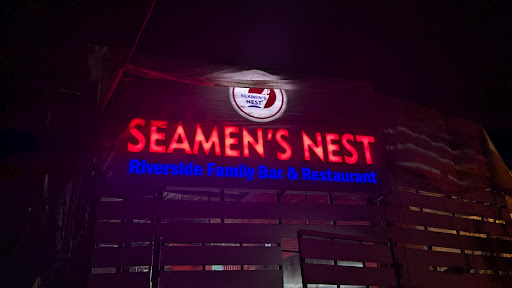 SEAMEN'S
NEST
SEAMEN'S NEST
Riverside Family Bar & Restaurant